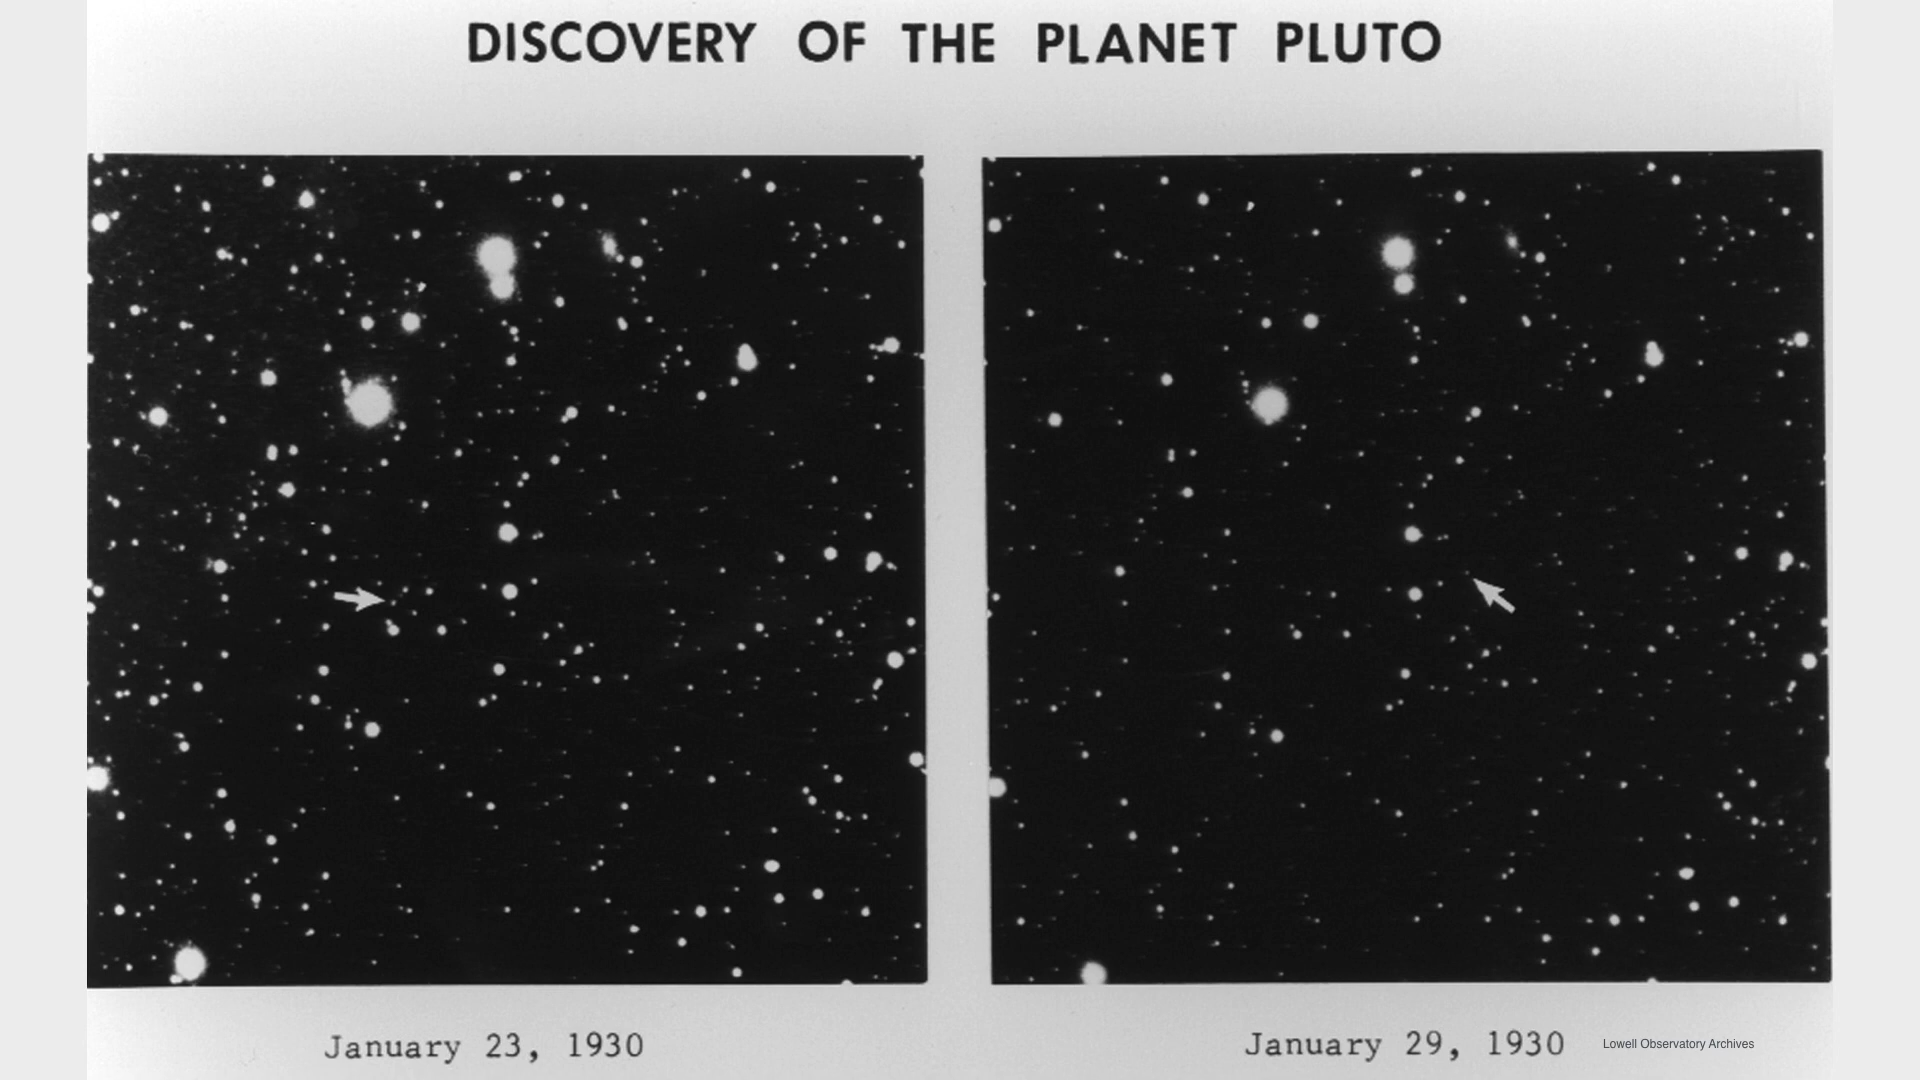 DISCOVERY OF THE PLANET PLUTO
January 23, 1930
January 29, 1930
Lowell Observatory Archives